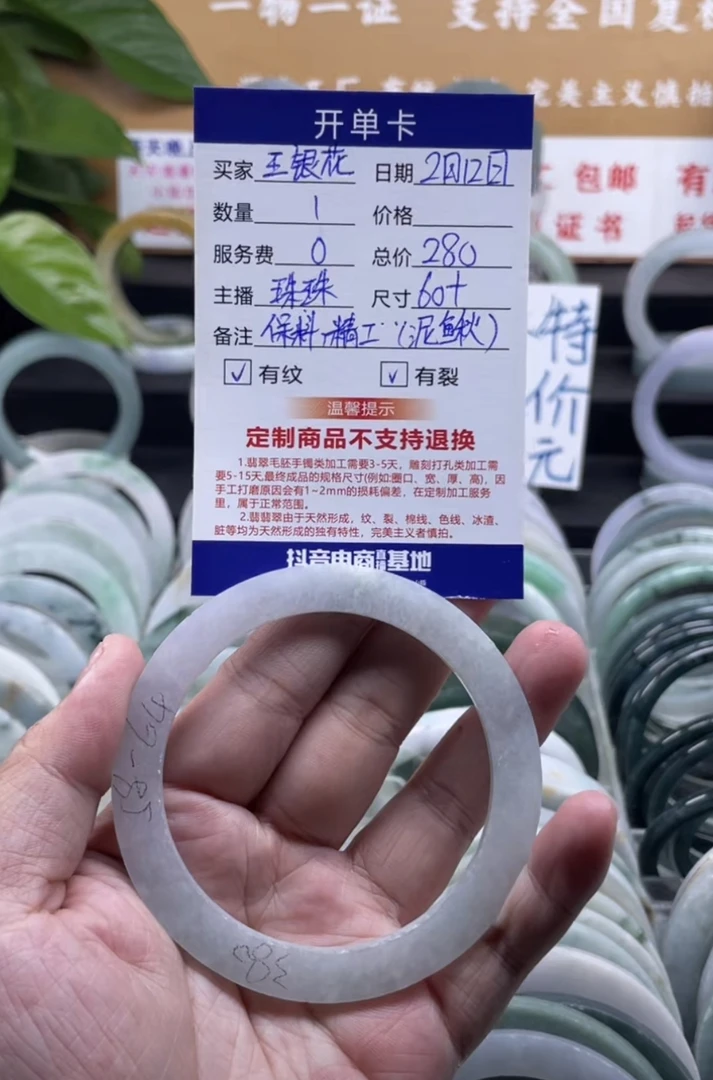 一物一证 支持全国复检
完美主义慎拍
包邮
证书
开单卡
买家 王银花 日期 2月12日
数量 1 价格
服务费 0 总价 280
主播 珠珠 尺寸 60+
备注 保料,精工(泥鳅)
☑ 有纹 ☑ 有裂
温馨提示
定制商品不支持退换
1.翡翠毛胚手镯类加工需要3-5天，雕刻打孔类加工需
要5-15天,最终成品的规格尺寸(例如:圈口、宽、厚、高)，因
手工打磨原因会有1~2mm的损耗偏差，在定制加工服务
里，属于正常范围。
2.翡翡翠由于天然形成，纹、裂、棉线、色线、冰渣、
脏等均为天然形成的独有特性，完美主义者慎拍。
抖音电商直播基地
特价元